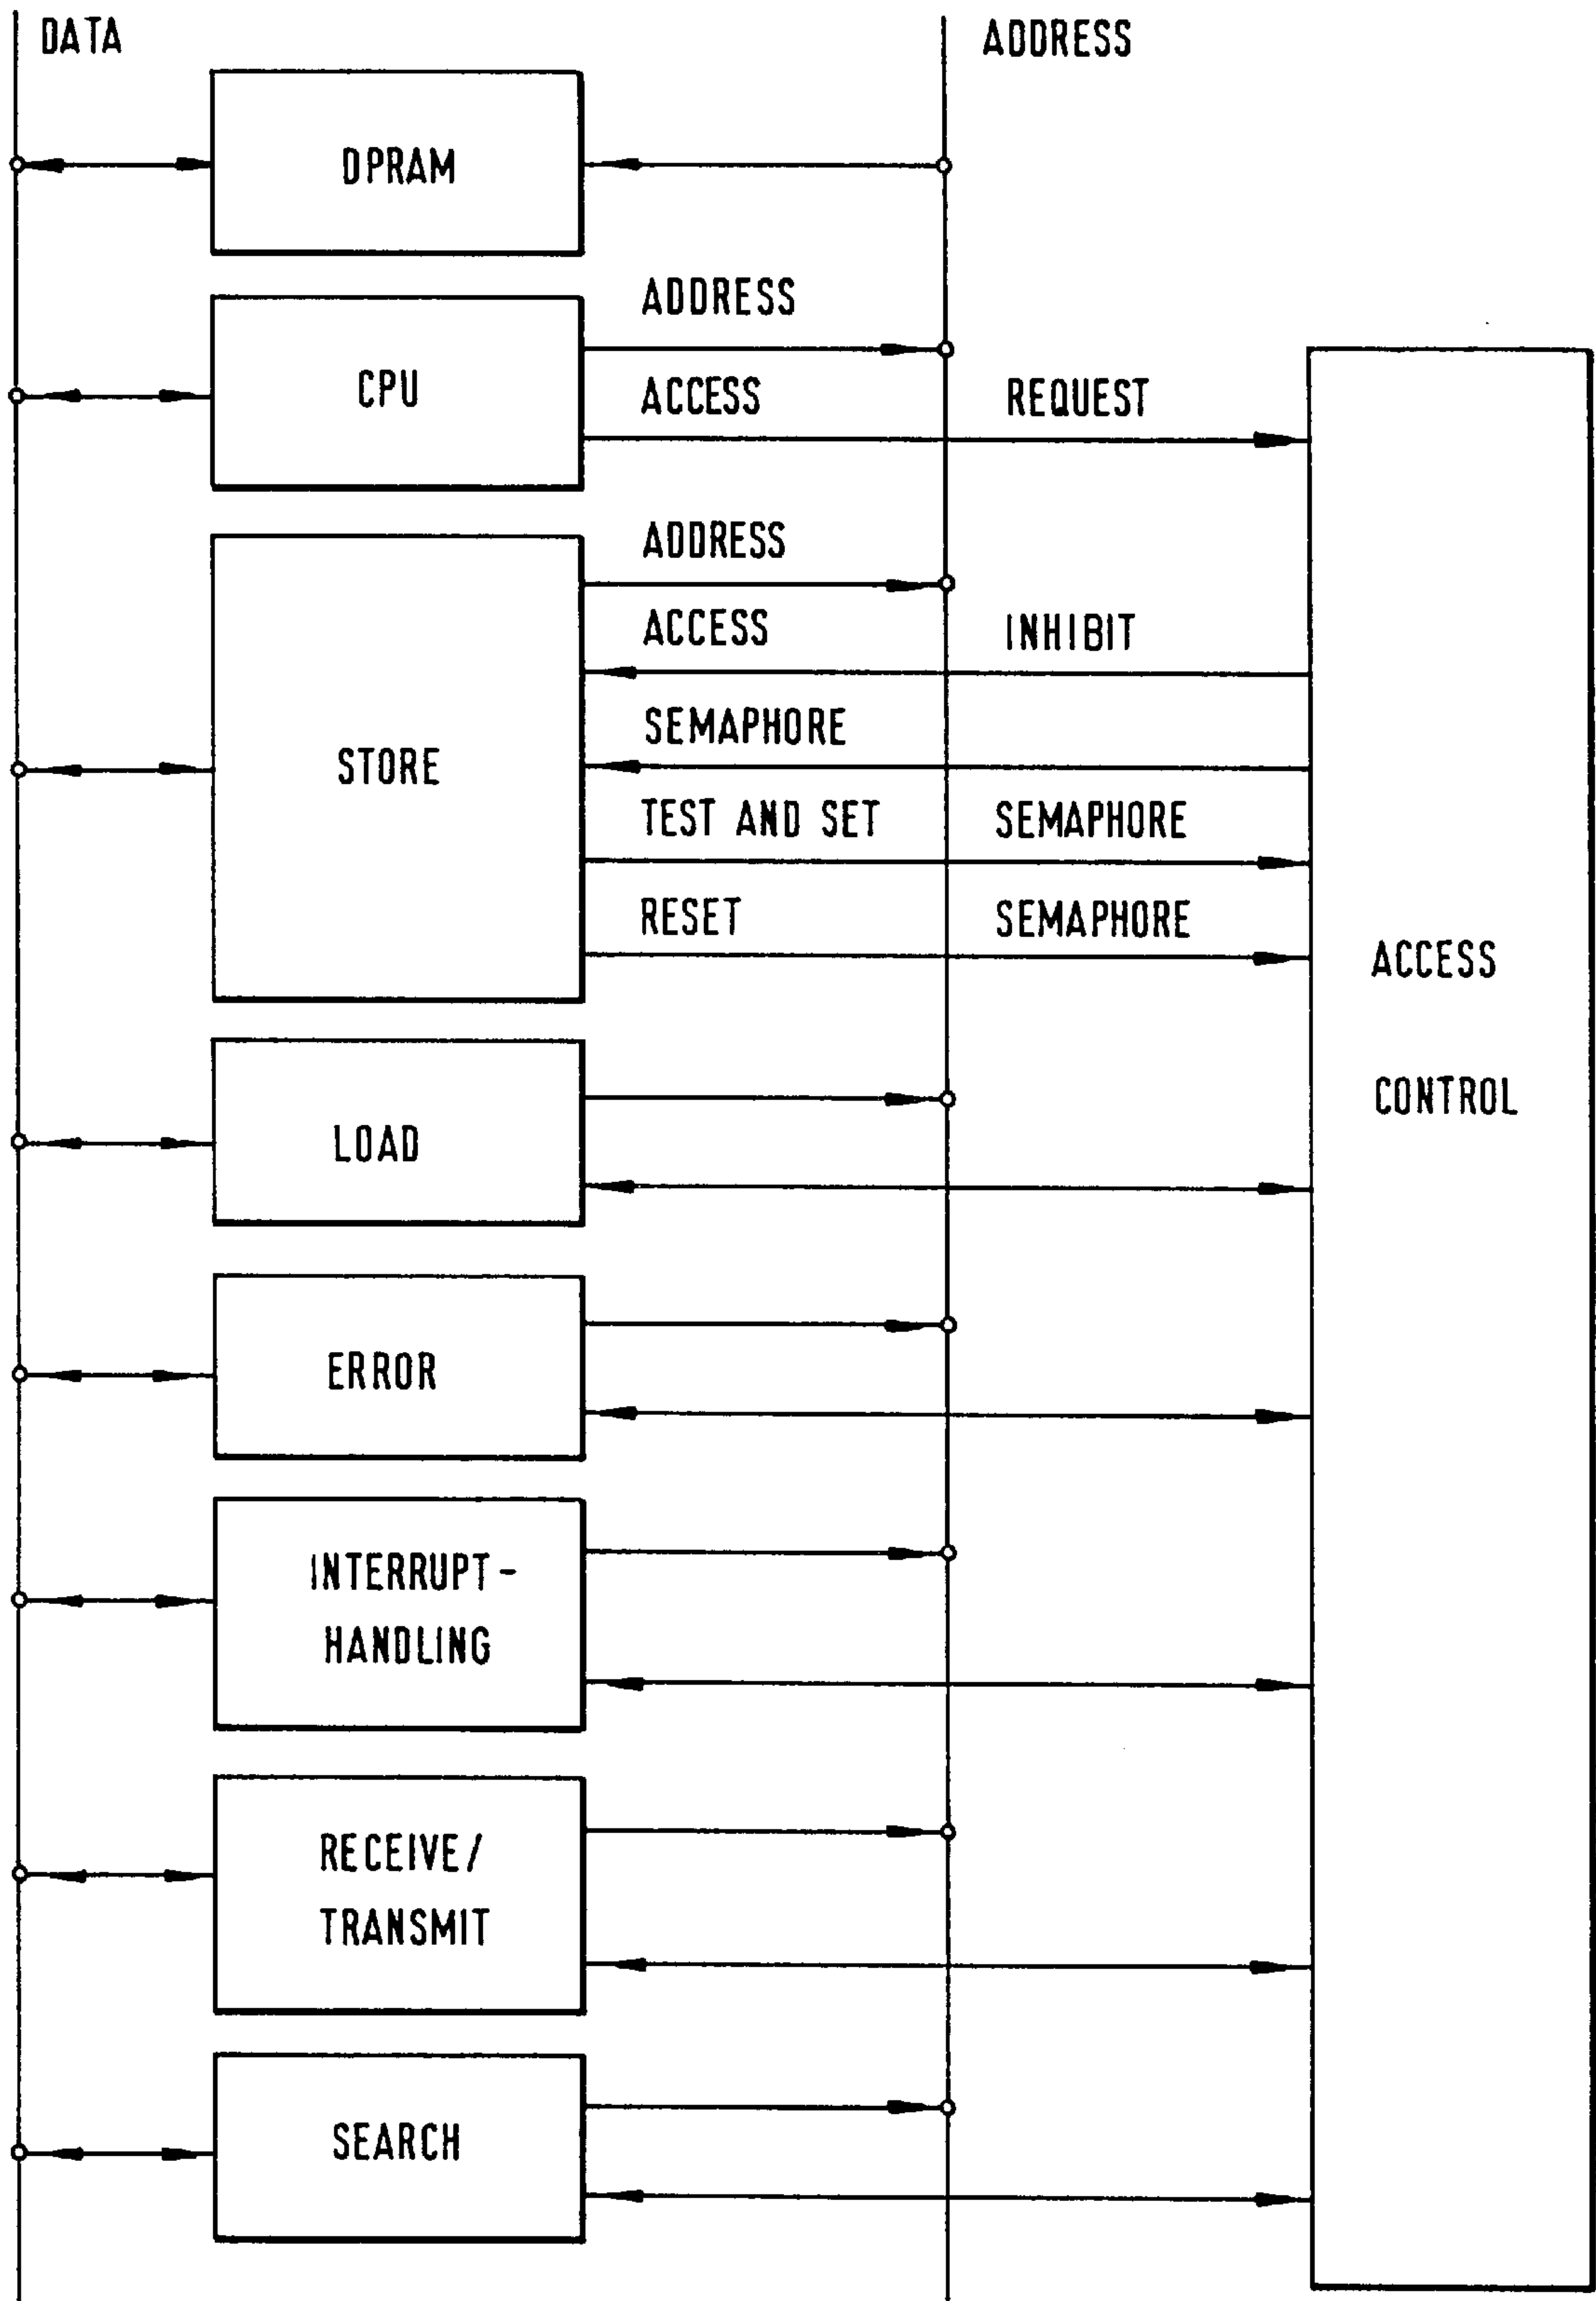 DATA
ADDRESS
DPRAM
ADDRESS
CPU
ACCESS REQUEST
ADDRESS
ACCESS INHIBIT
SEMAPHORE
STORE
TEST AND SET SEMAPHORE
RESET SEMAPHORE
ACCESS
CONTROL
LOAD
ERROR
INTERRUPT-
HANDLING
RECEIVE/
TRANSMIT
SEARCH